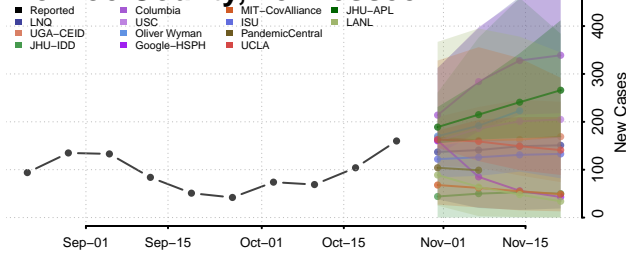 Reported Columbia MIT−CovAlliance JHU−APL
LNQ USC ISU LANL
UGA−CEID Oliver Wyman PandemicCentral
JHU−IDD Google−HSPH UCLA
0 100 200 300 400
New Cases
Sep−01 Sep−15 Oct−01 Oct−15 Nov−01 Nov−15